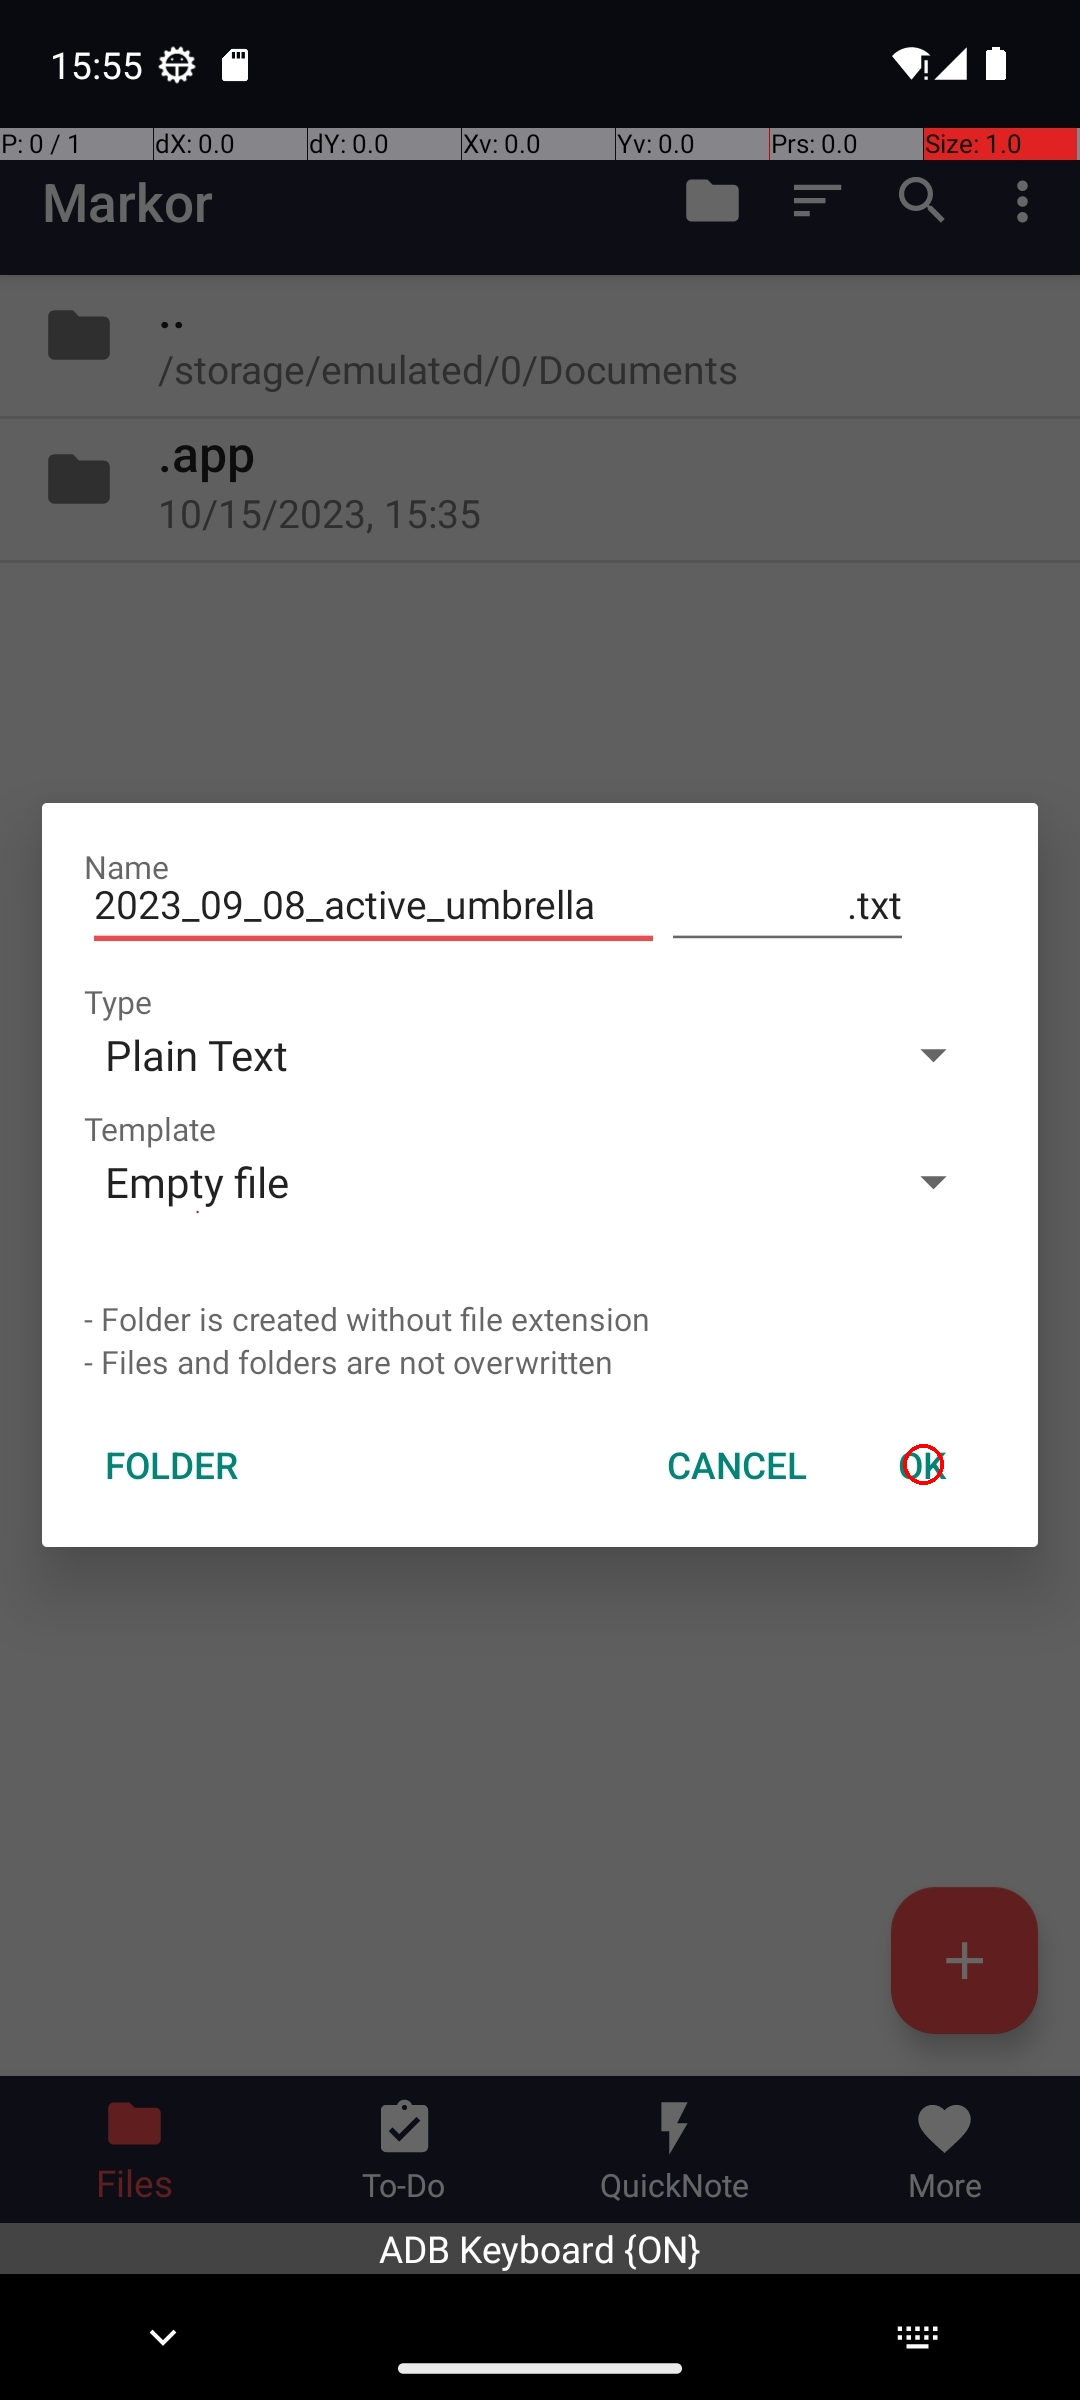 15:55
P: 0 / 1 dX: 0.0 dY: 0.0 Xv: 0.0 Yv: 0.0 Prs: 0.0 Size: 1.0
Markor
..
/storage/emulated/0/Documents
.app
10/15/2023, 15:35
Name
2023_09_08_active_umbrella .txt
Type
Plain Text
Template
Empty file
- Folder is created without file extension
- Files and folders are not overwritten
FOLDER CANCEL OK
Files To-Do QuickNote More
ADB Keyboard {ON}